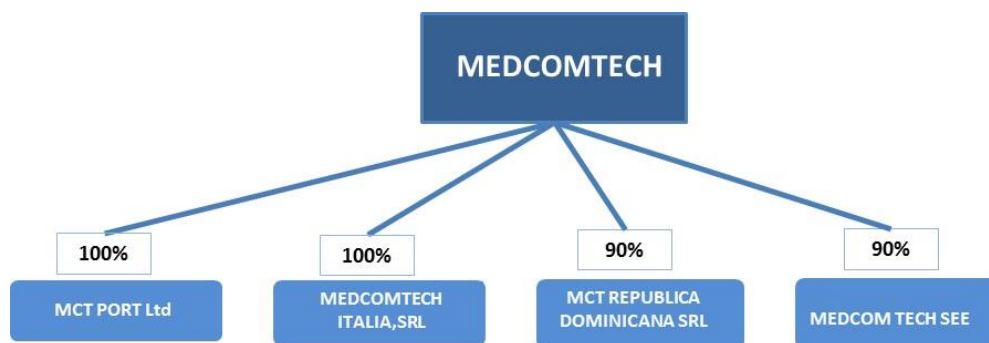 MEDCOMTECH
100%
100%
90%
90%
MCT PORT Ltd
MEDCOMTECH
ITALIA,SRL
MCT REPUBLICA
DOMINICANA SRL
MEDCOM TECH SEE